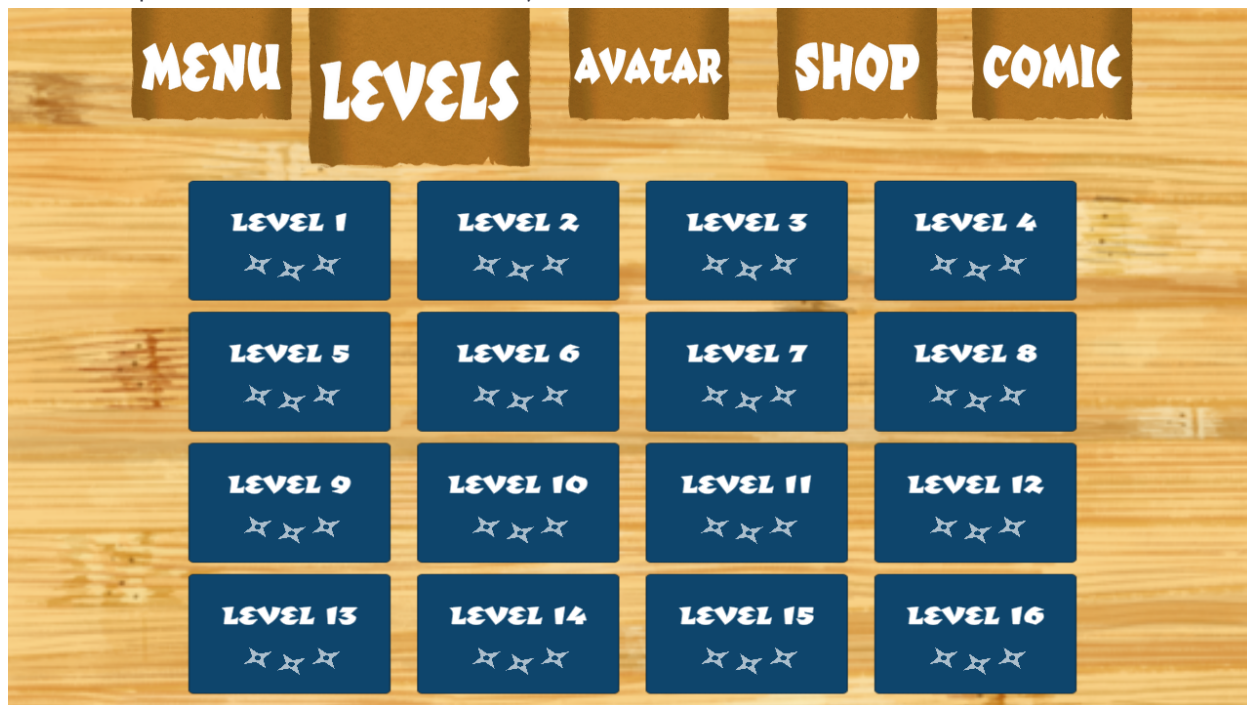 MENU LEVELS AVATAR SHOP COMIC
LEVEL 1 LEVEL 2 LEVEL 3 LEVEL 4
LEVEL 5 LEVEL 6 LEVEL 7 LEVEL 8
LEVEL 9 LEVEL 10 LEVEL 11 LEVEL 12
LEVEL 13 LEVEL 14 LEVEL 15 LEVEL 16